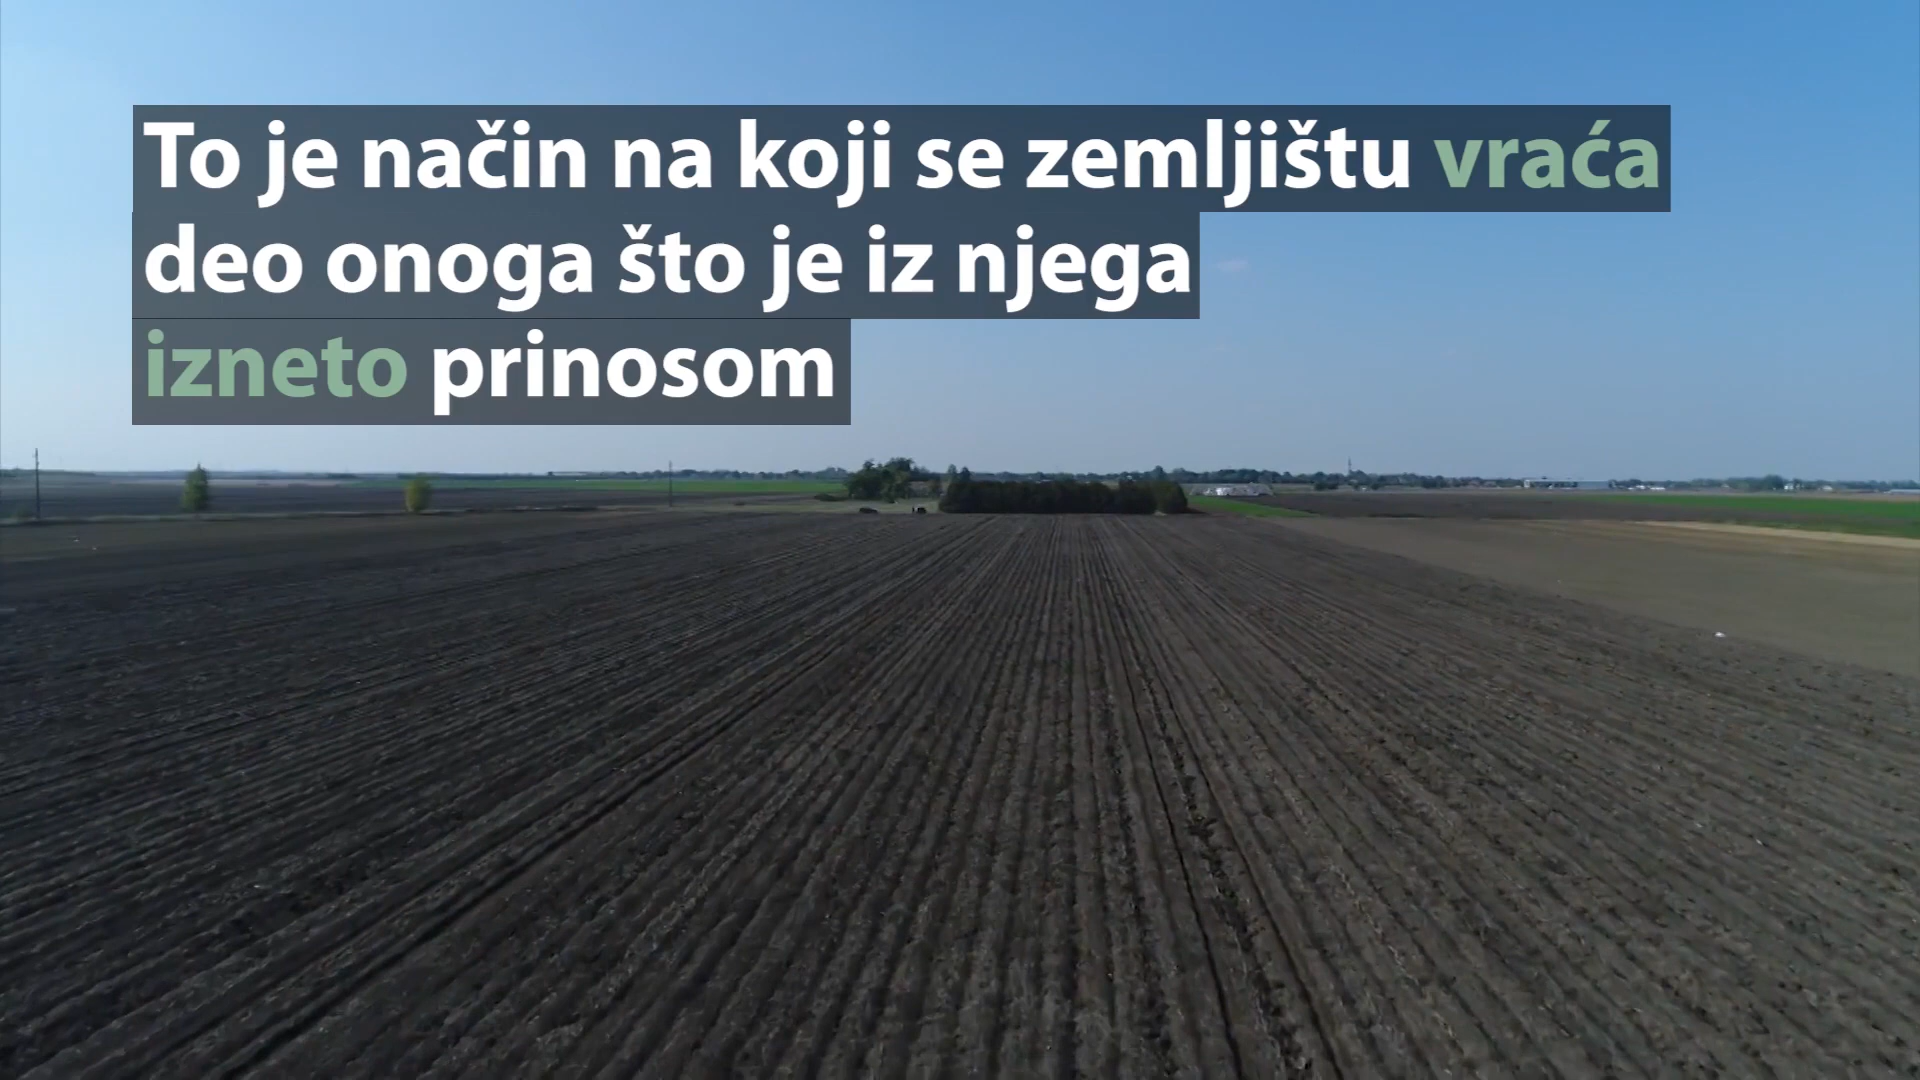 To je način na koji se zemljištu vraća
deo onoga što je iz njega
izneto prinosom